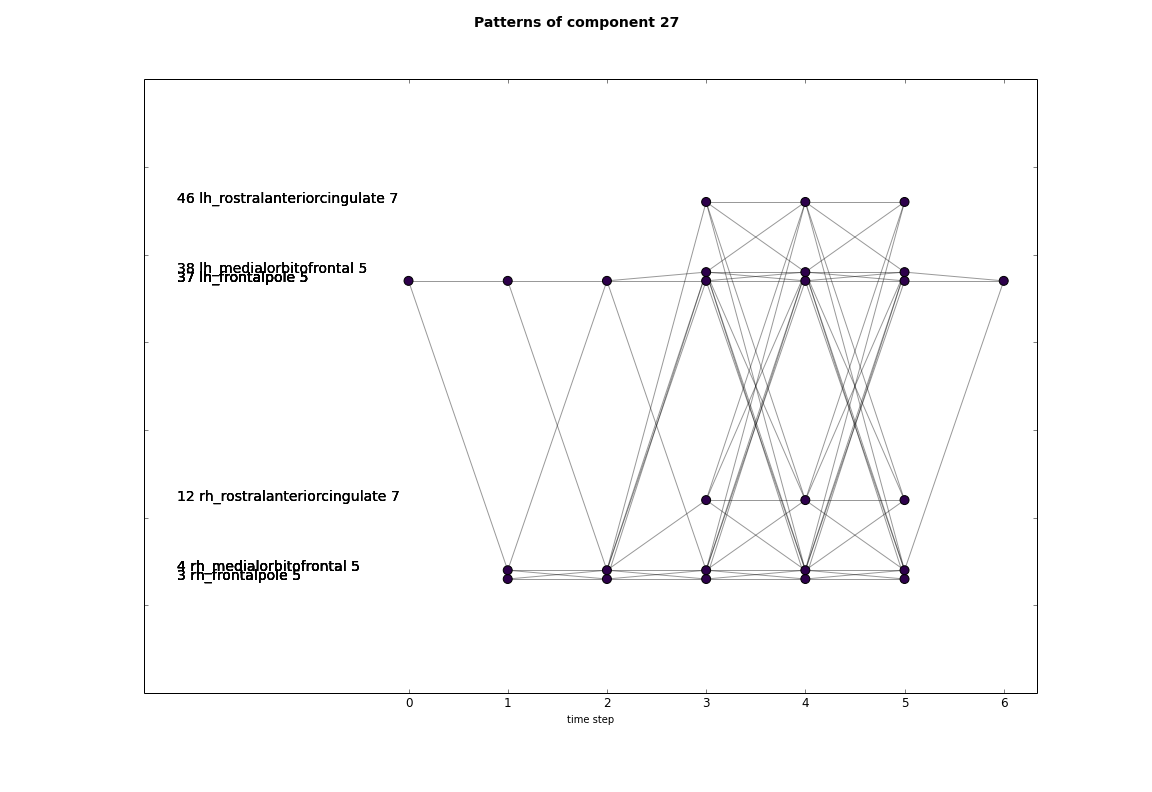 Patterns of component 27
46 lh_rostralanteriorcingulate 7
38 lh_medialorbitofrontal 5
37 lh_frontalpole 5
12 rh_rostralanteriorcingulate 7
4 rh_medialorbitofrontal 5
3 rh_frontalpole 5
0 1 2 3 4 5 6
time step